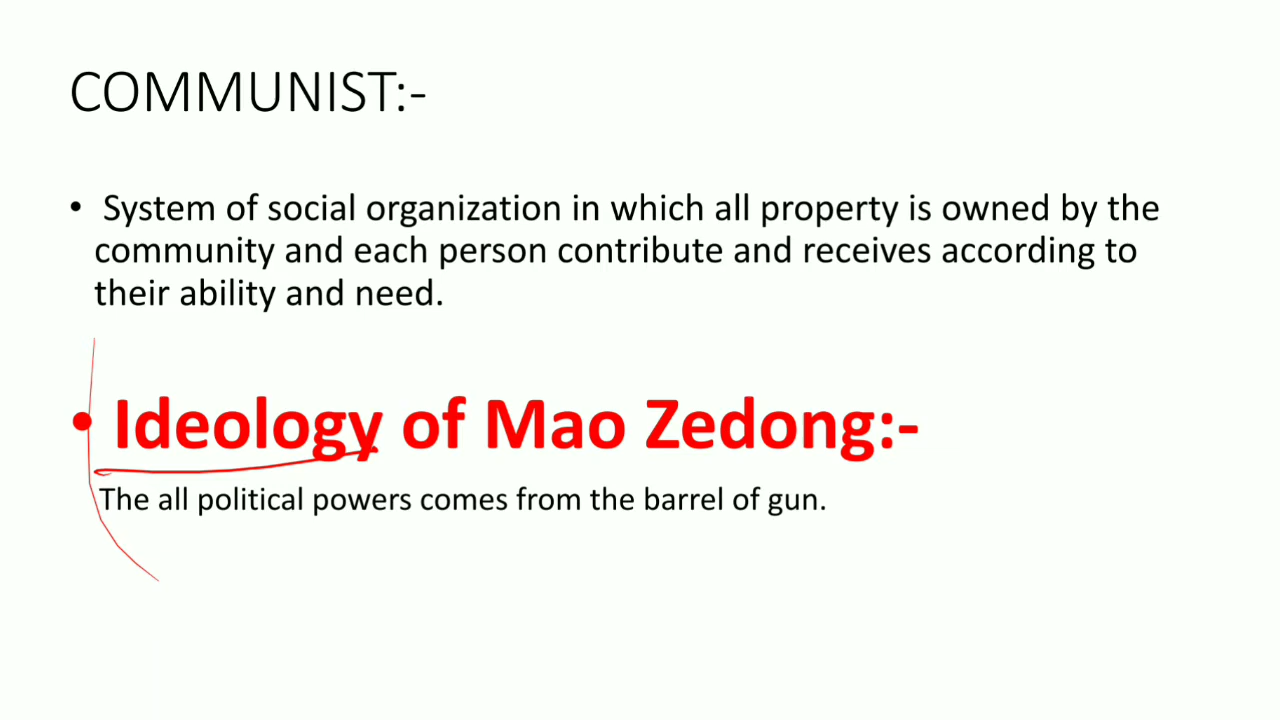 COMMUNIST:-
• System of social organization in which all property is owned by the
community and each person contribute and receives according to
their ability and need.
• Ideology of Mao Zedong:-
The all political powers comes from the barrel of gun.